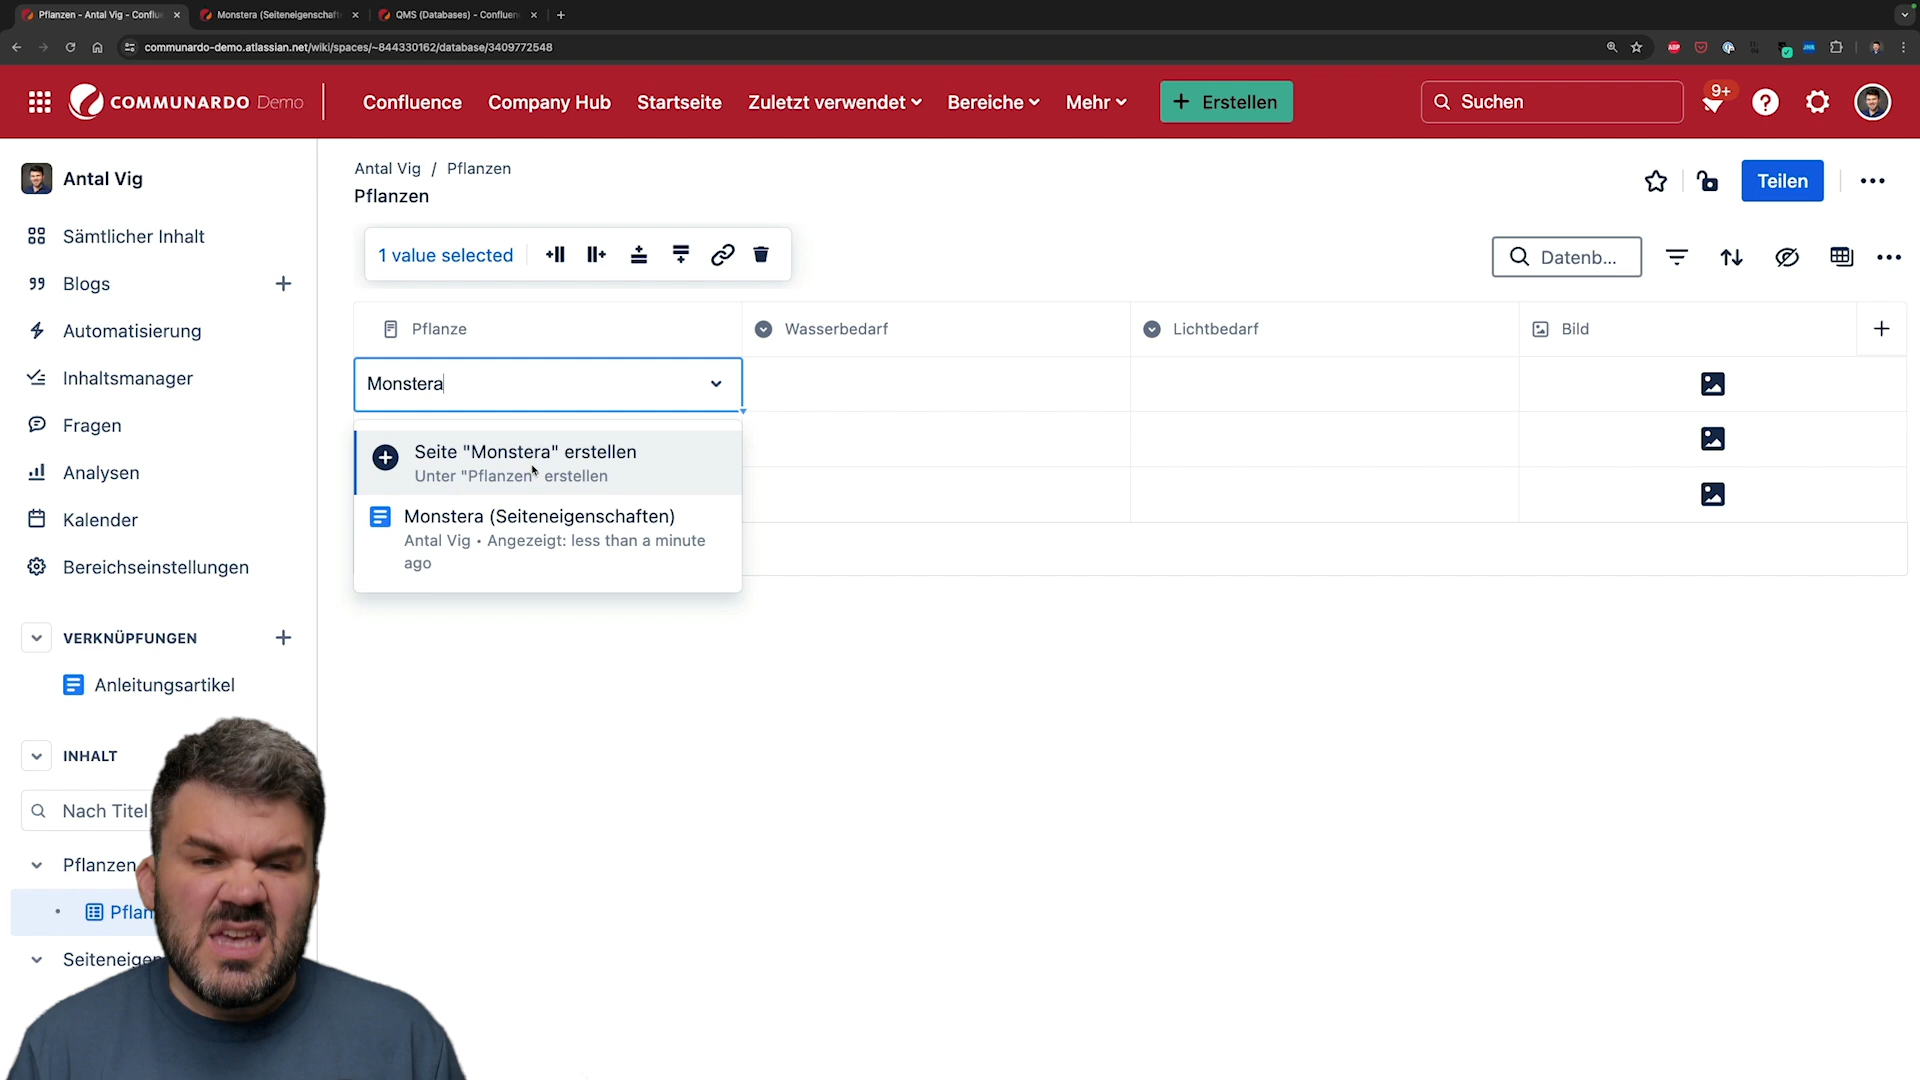 Pflanzen - Antal Vig - Conflu
Monstera (Seiteneigenschaft
QMS (Databases) - Confluen
communardo-demo.atlassian.net/wiki/spaces/~844330162/database/3409772548
COMMUNARDO Demo
Confluence
Company Hub
Startseite
Zuletzt verwendet
Bereiche
Mehr
Erstellen
Suchen
9+
Antal Vig
Sämtlicher Inhalt
Blogs
Automatisierung
Inhaltsmanager
Fragen
Analysen
Kalender
Bereichseinstellungen
VERKNÜPFUNGEN
Anleitungsartikel
INHALT
Nach Titel
Pflanzen
Pflan
Seiteneigen
Antal Vig / Pflanzen
Pflanzen
Teilen
1 value selected
Datenb...
Pflanze
Wasserbedarf
Lichtbedarf
Bild
Monstera
Seite "Monstera" erstellen
Unter "Pflanzen" erstellen
Monstera (Seiteneigenschaften)
Antal Vig • Angezeigt: less than a minute
ago